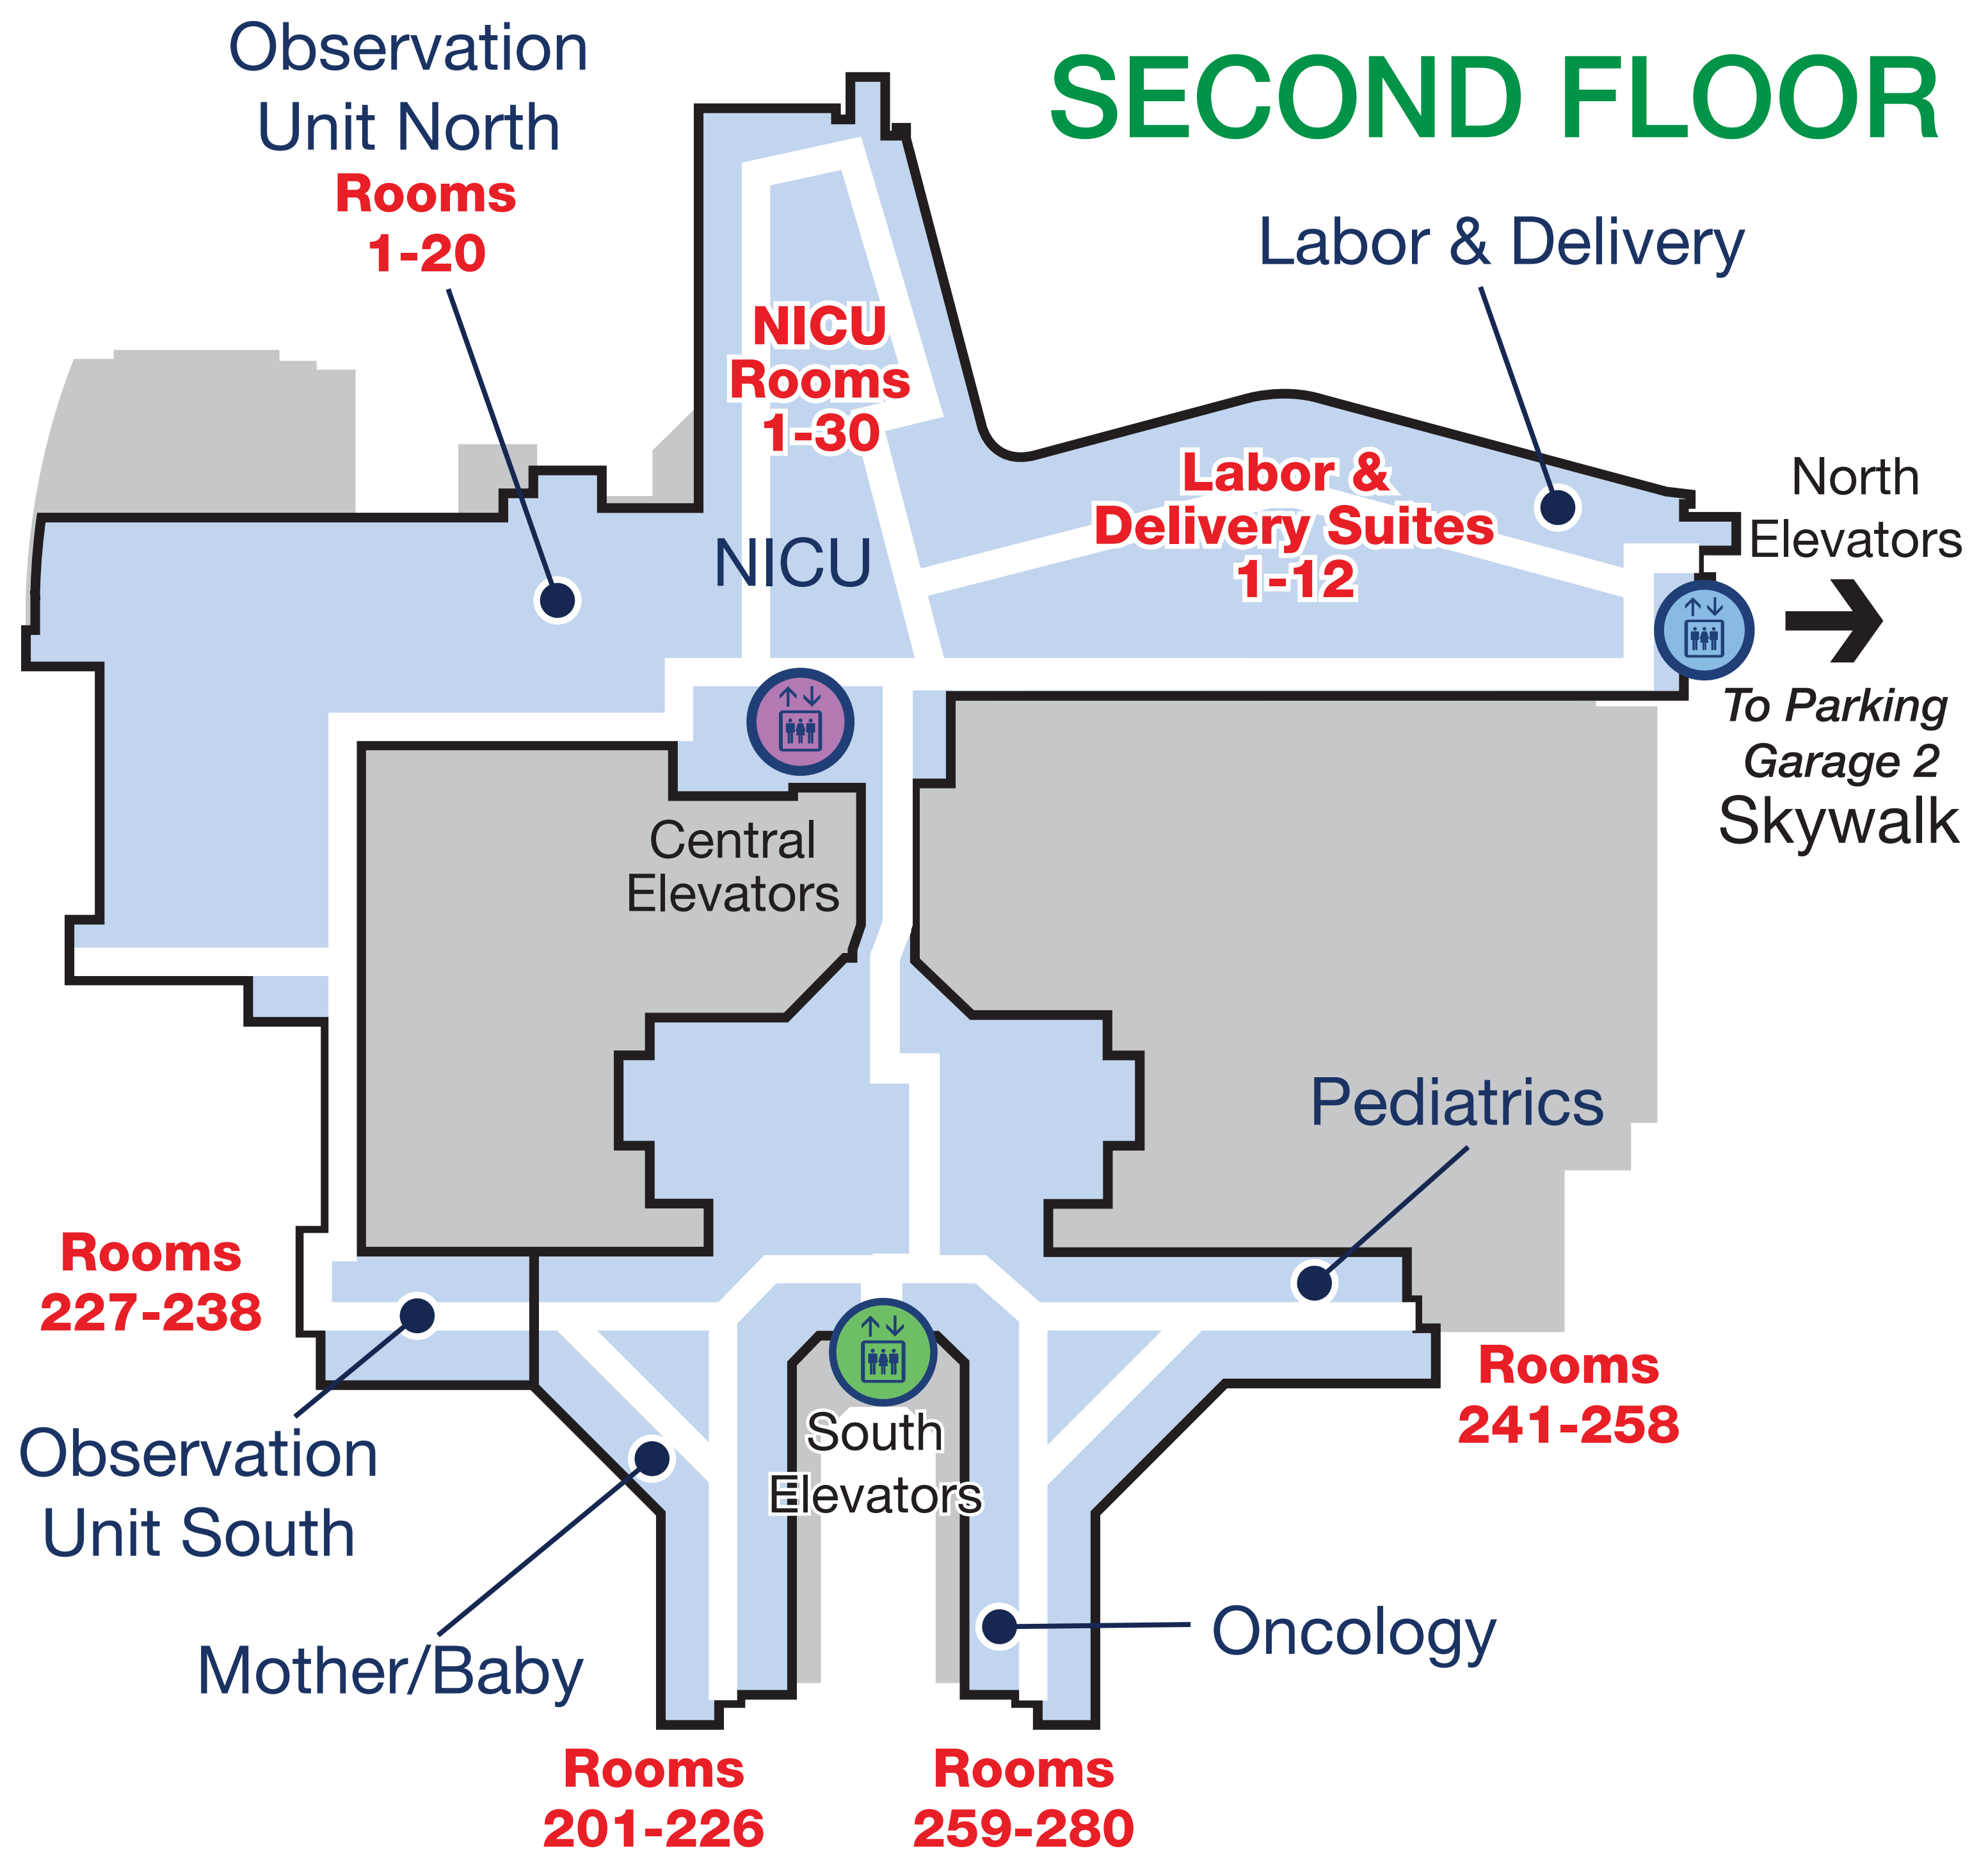 SECOND FLOOR
Observation
Unit North
Rooms
1-20
Labor & Delivery
NICU
Rooms
1-30
Labor &
Delivery Suites
1-12
North
Elevators
NICU
To Parking
Garage 2
Skywalk
Central
Elevators
Pediatrics
Rooms
227-238
Rooms
241-258
Observation
Unit South
South
Elevators
Mother/Baby
Oncology
Rooms
201-226
Rooms
259-280